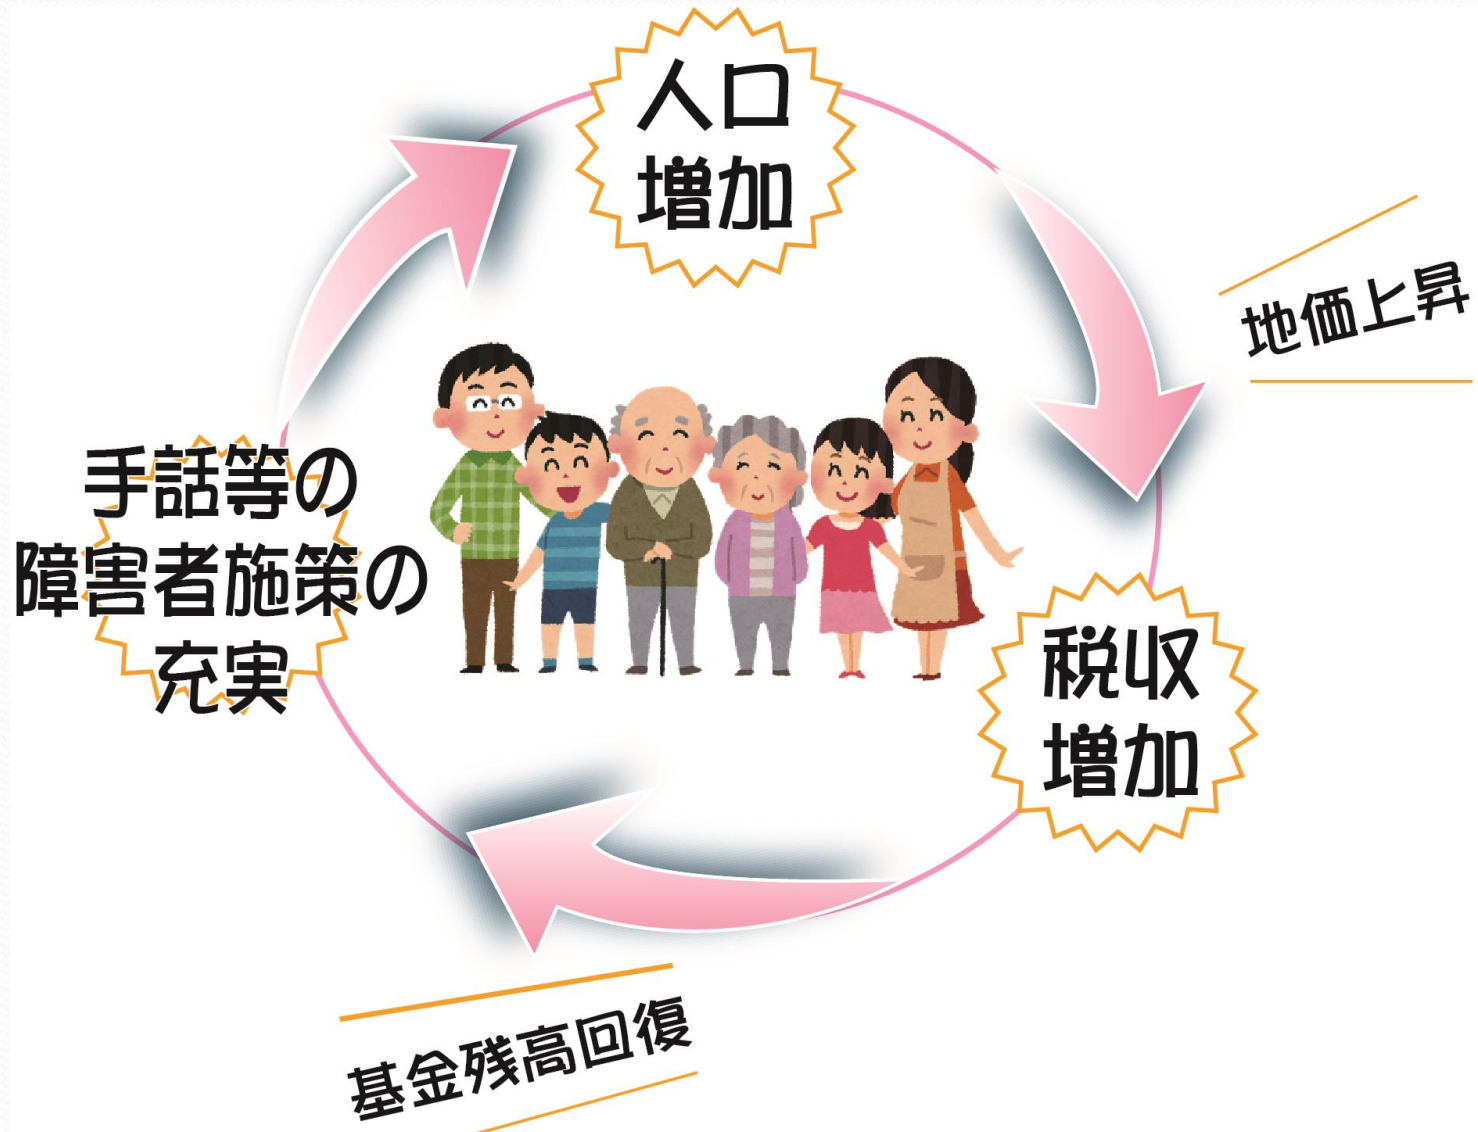 人口
増加
地価上昇
手話等の
障害者施策の
充実
税収
増加
基金残高回復